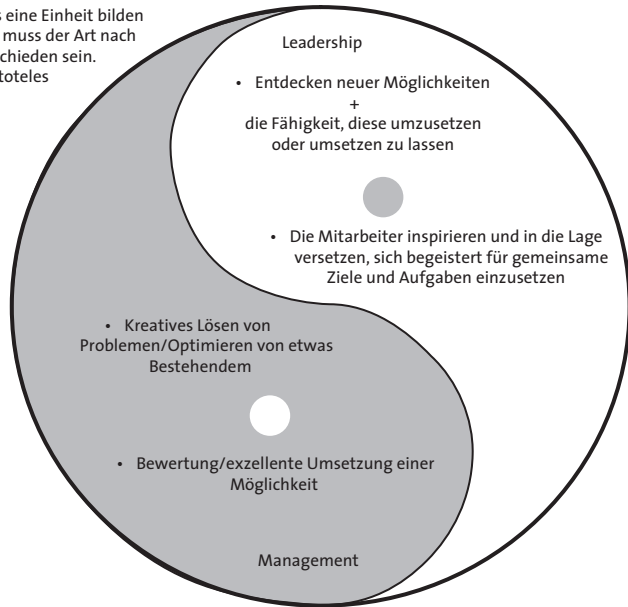 s eine Einheit bilden
muss der Art nach
chieden sein.
toteles
Leadership
• Entdecken neuer Möglichkeiten
+
die Fähigkeit, diese umzusetzen
oder umsetzen zu lassen
• Die Mitarbeiter inspirieren und in die Lage
versetzen, sich begeistert für gemeinsame
Ziele und Aufgaben einzusetzen
• Kreatives Lösen von
Problemen/Optimieren von etwas
Bestehendem
• Bewertung/exzellente Umsetzung einer
Möglichkeit
Management